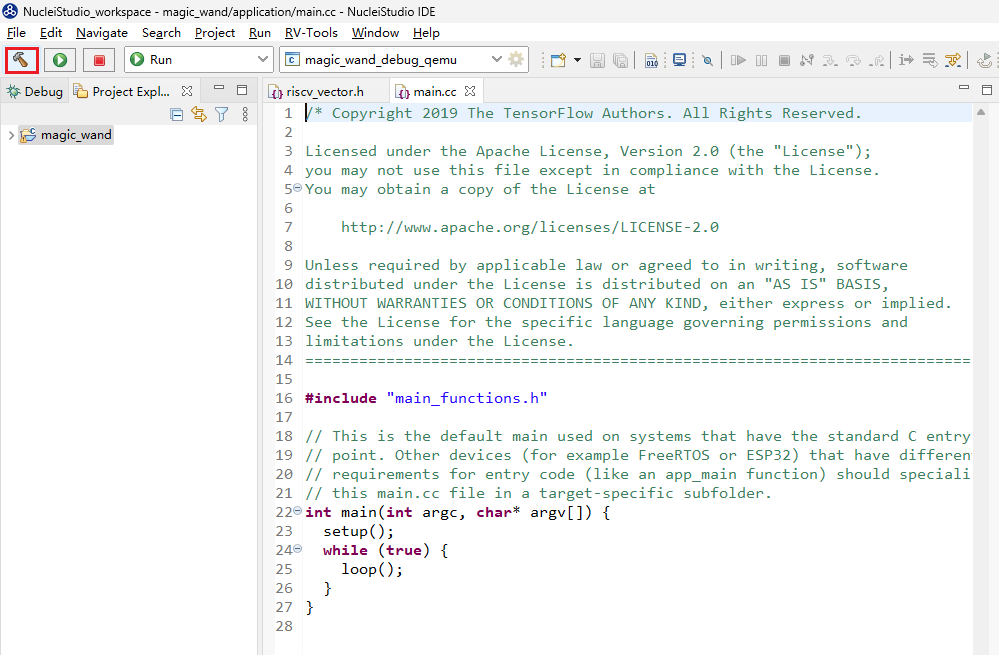 NucleiStudio_workspace - magic_wand/application/main.cc - NucleiStudio IDE
File Edit Navigate Search Project Run RV-Tools Window Help
Run magic_wand_debug_qemu
Debug Project Expl... riscv_vector.h main.cc
magic_wand
1 /* Copyright 2019 The TensorFlow Authors. All Rights Reserved.
2
3 Licensed under the Apache License, Version 2.0 (the "License");
4 you may not use this file except in compliance with the License.
5 You may obtain a copy of the License at
6
7     http://www.apache.org/licenses/LICENSE-2.0
8
9 Unless required by applicable law or agreed to in writing, software
10 distributed under the License is distributed on an "AS IS" BASIS,
11 WITHOUT WARRANTIES OR CONDITIONS OF ANY KIND, either express or implied.
12 See the License for the specific language governing permissions and
13 limitations under the License.
14 ==========================================================================
15
16 #include "main_functions.h"
17
18 // This is the default main used on systems that have the standard C entry
19 // point. Other devices (for example FreeRTOS or ESP32) that have differen
20 // requirements for entry code (like an app_main function) should speciali
21 // this main.cc file in a target-specific subfolder.
22 int main(int argc, char* argv[]) {
23   setup();
24   while (true) {
25     loop();
26   }
27 }
28